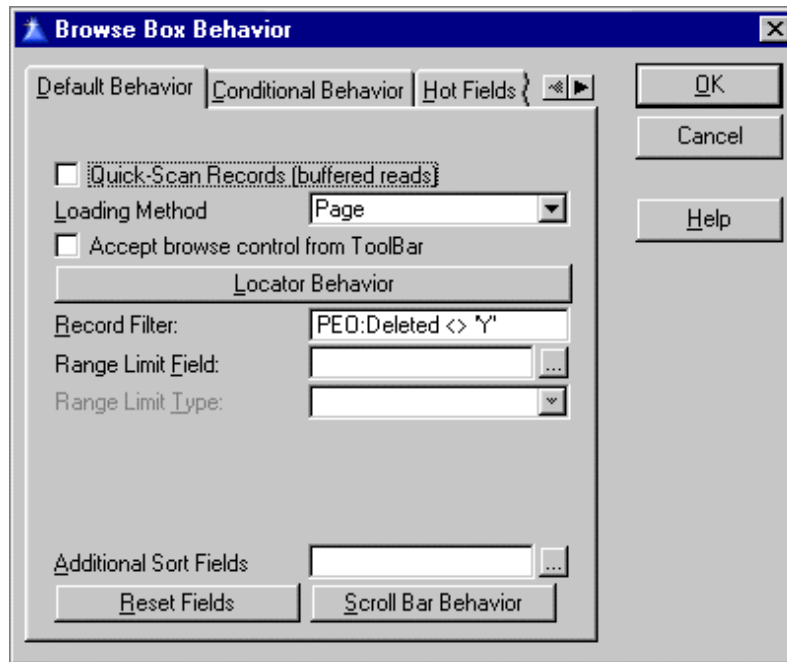 Browse Box Behavior
Default Behavior Conditional Behavior Hot Fields
OK
Cancel
Help
Quick-Scan Records (buffered reads)
Loading Method Page
Accept browse control from ToolBar
Locator Behavior
Record Filter: PEO:Deleted <> 'Y'
Range Limit Field: ...
Range Limit Type:
Additional Sort Fields ...
Reset Fields Scroll Bar Behavior